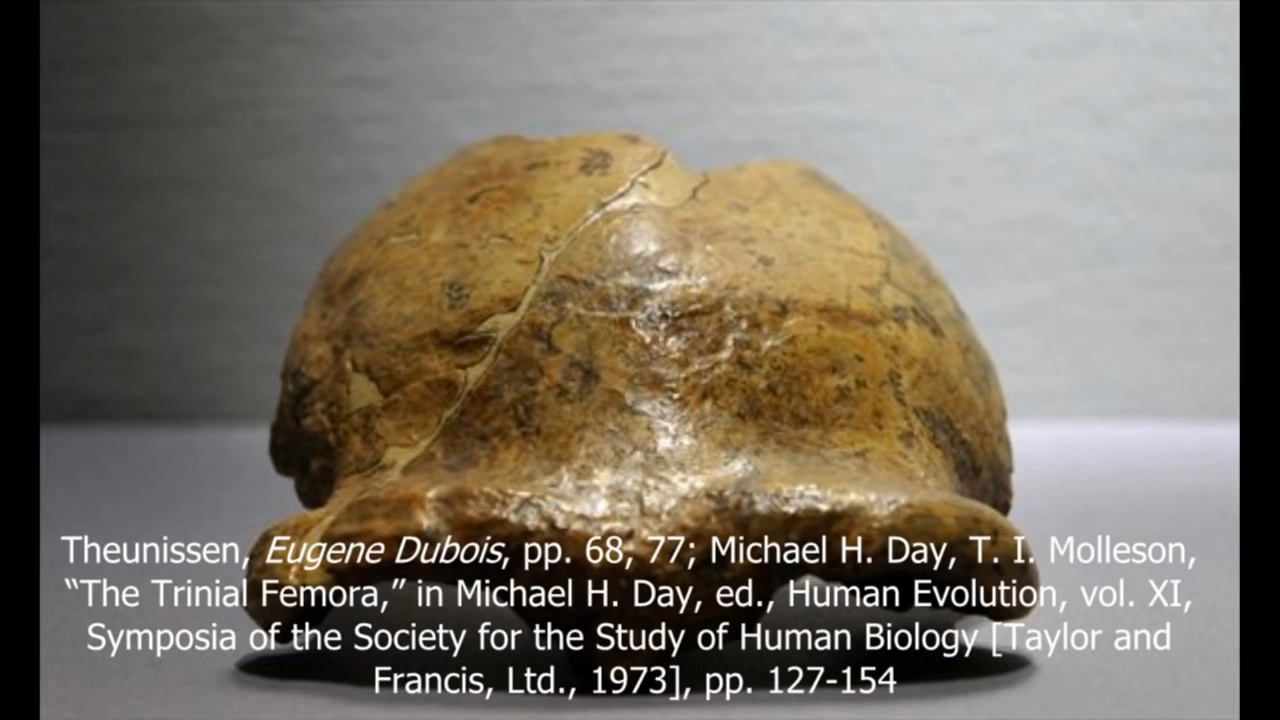 Theunissen, Eugene Dubois, pp. 68, 77; Michael H. Day, T. I. Molleson,
“The Trinial Femora,” in Michael H. Day, ed., Human Evolution, vol. XI,
Symposia of the Society for the Study of Human Biology [Taylor and
Francis, Ltd., 1973], pp. 127-154